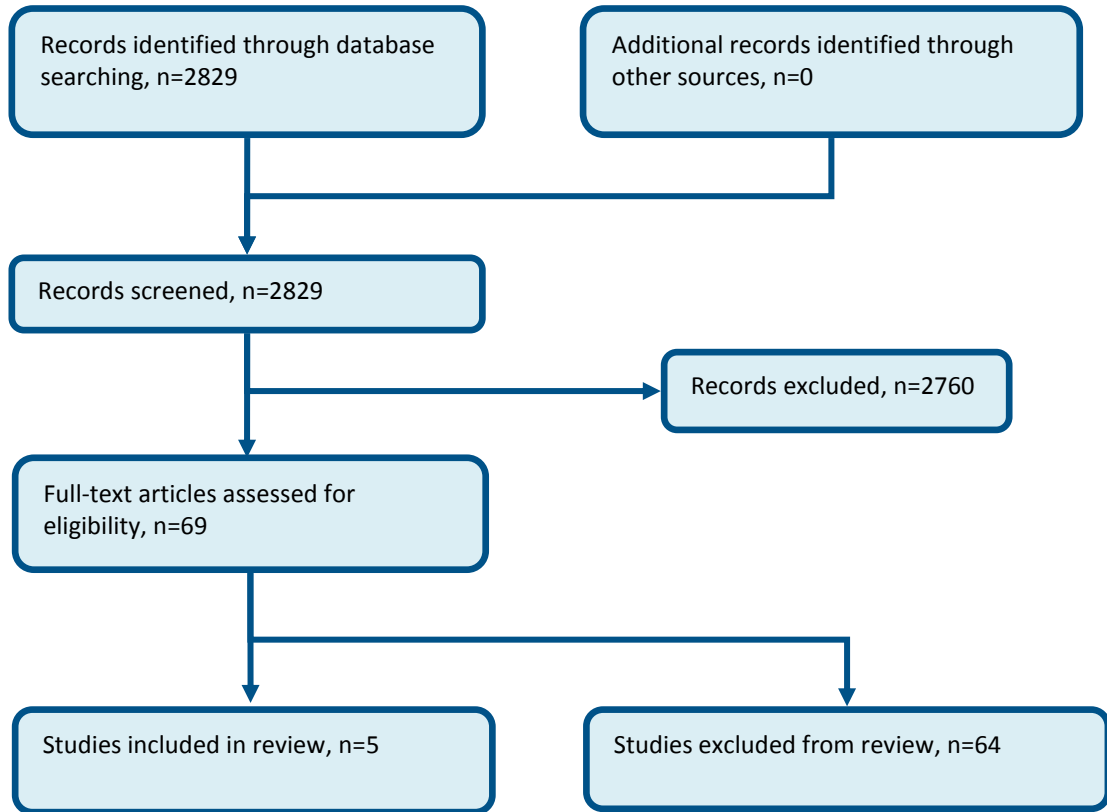 Records identified through database
searching, n=2829
Additional records identified through
other sources, n=0
Records screened, n=2829
Records excluded, n=2760
Full-text articles assessed for
eligibility, n=69
Studies included in review, n=5
Studies excluded from review, n=64